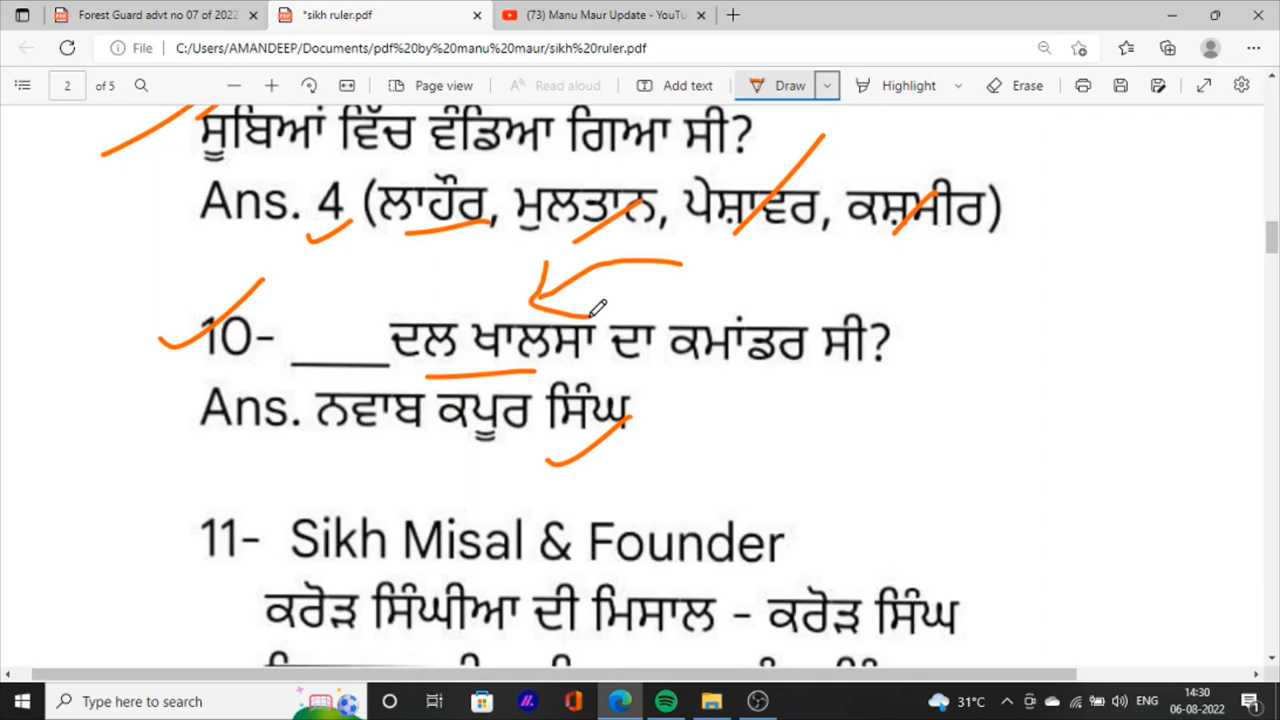 Forest Guard advt no 07 of 2022
*sikh ruler.pdf
(73) Manu Maur Update - YouTu
File
C:/Users/AMANDEEP/Documents/pdf%20by%20manu%20maur/sikh%20ruler.pdf
2 of 5
Page view
Read aloud
Add text
Draw
Highlight
Erase
ਸੂਬਿਆਂ ਵਿੱਚ ਵੰਡਿਆ ਗਿਆ ਸੀ?
Ans. 4 (ਲਾਹੌਰ, ਮੁਲਤਾਨ, ਪੇਸ਼ਾਵਰ, ਕਸ਼ਮੀਰ)
10- ____ਦਲ ਖਾਲਸਾ ਦਾ ਕਮਾਂਡਰ ਸੀ?
Ans. ਨਵਾਬ ਕਪੂਰ ਸਿੰਘ
11- Sikh Misal & Founder
ਕਰੋੜ ਸਿੰਘੀਆ ਦੀ ਮਿਸਾਲ - ਕਰੋੜ ਸਿੰਘ
Type here to search
31°C
ENG
14:30
06-08-2022
1